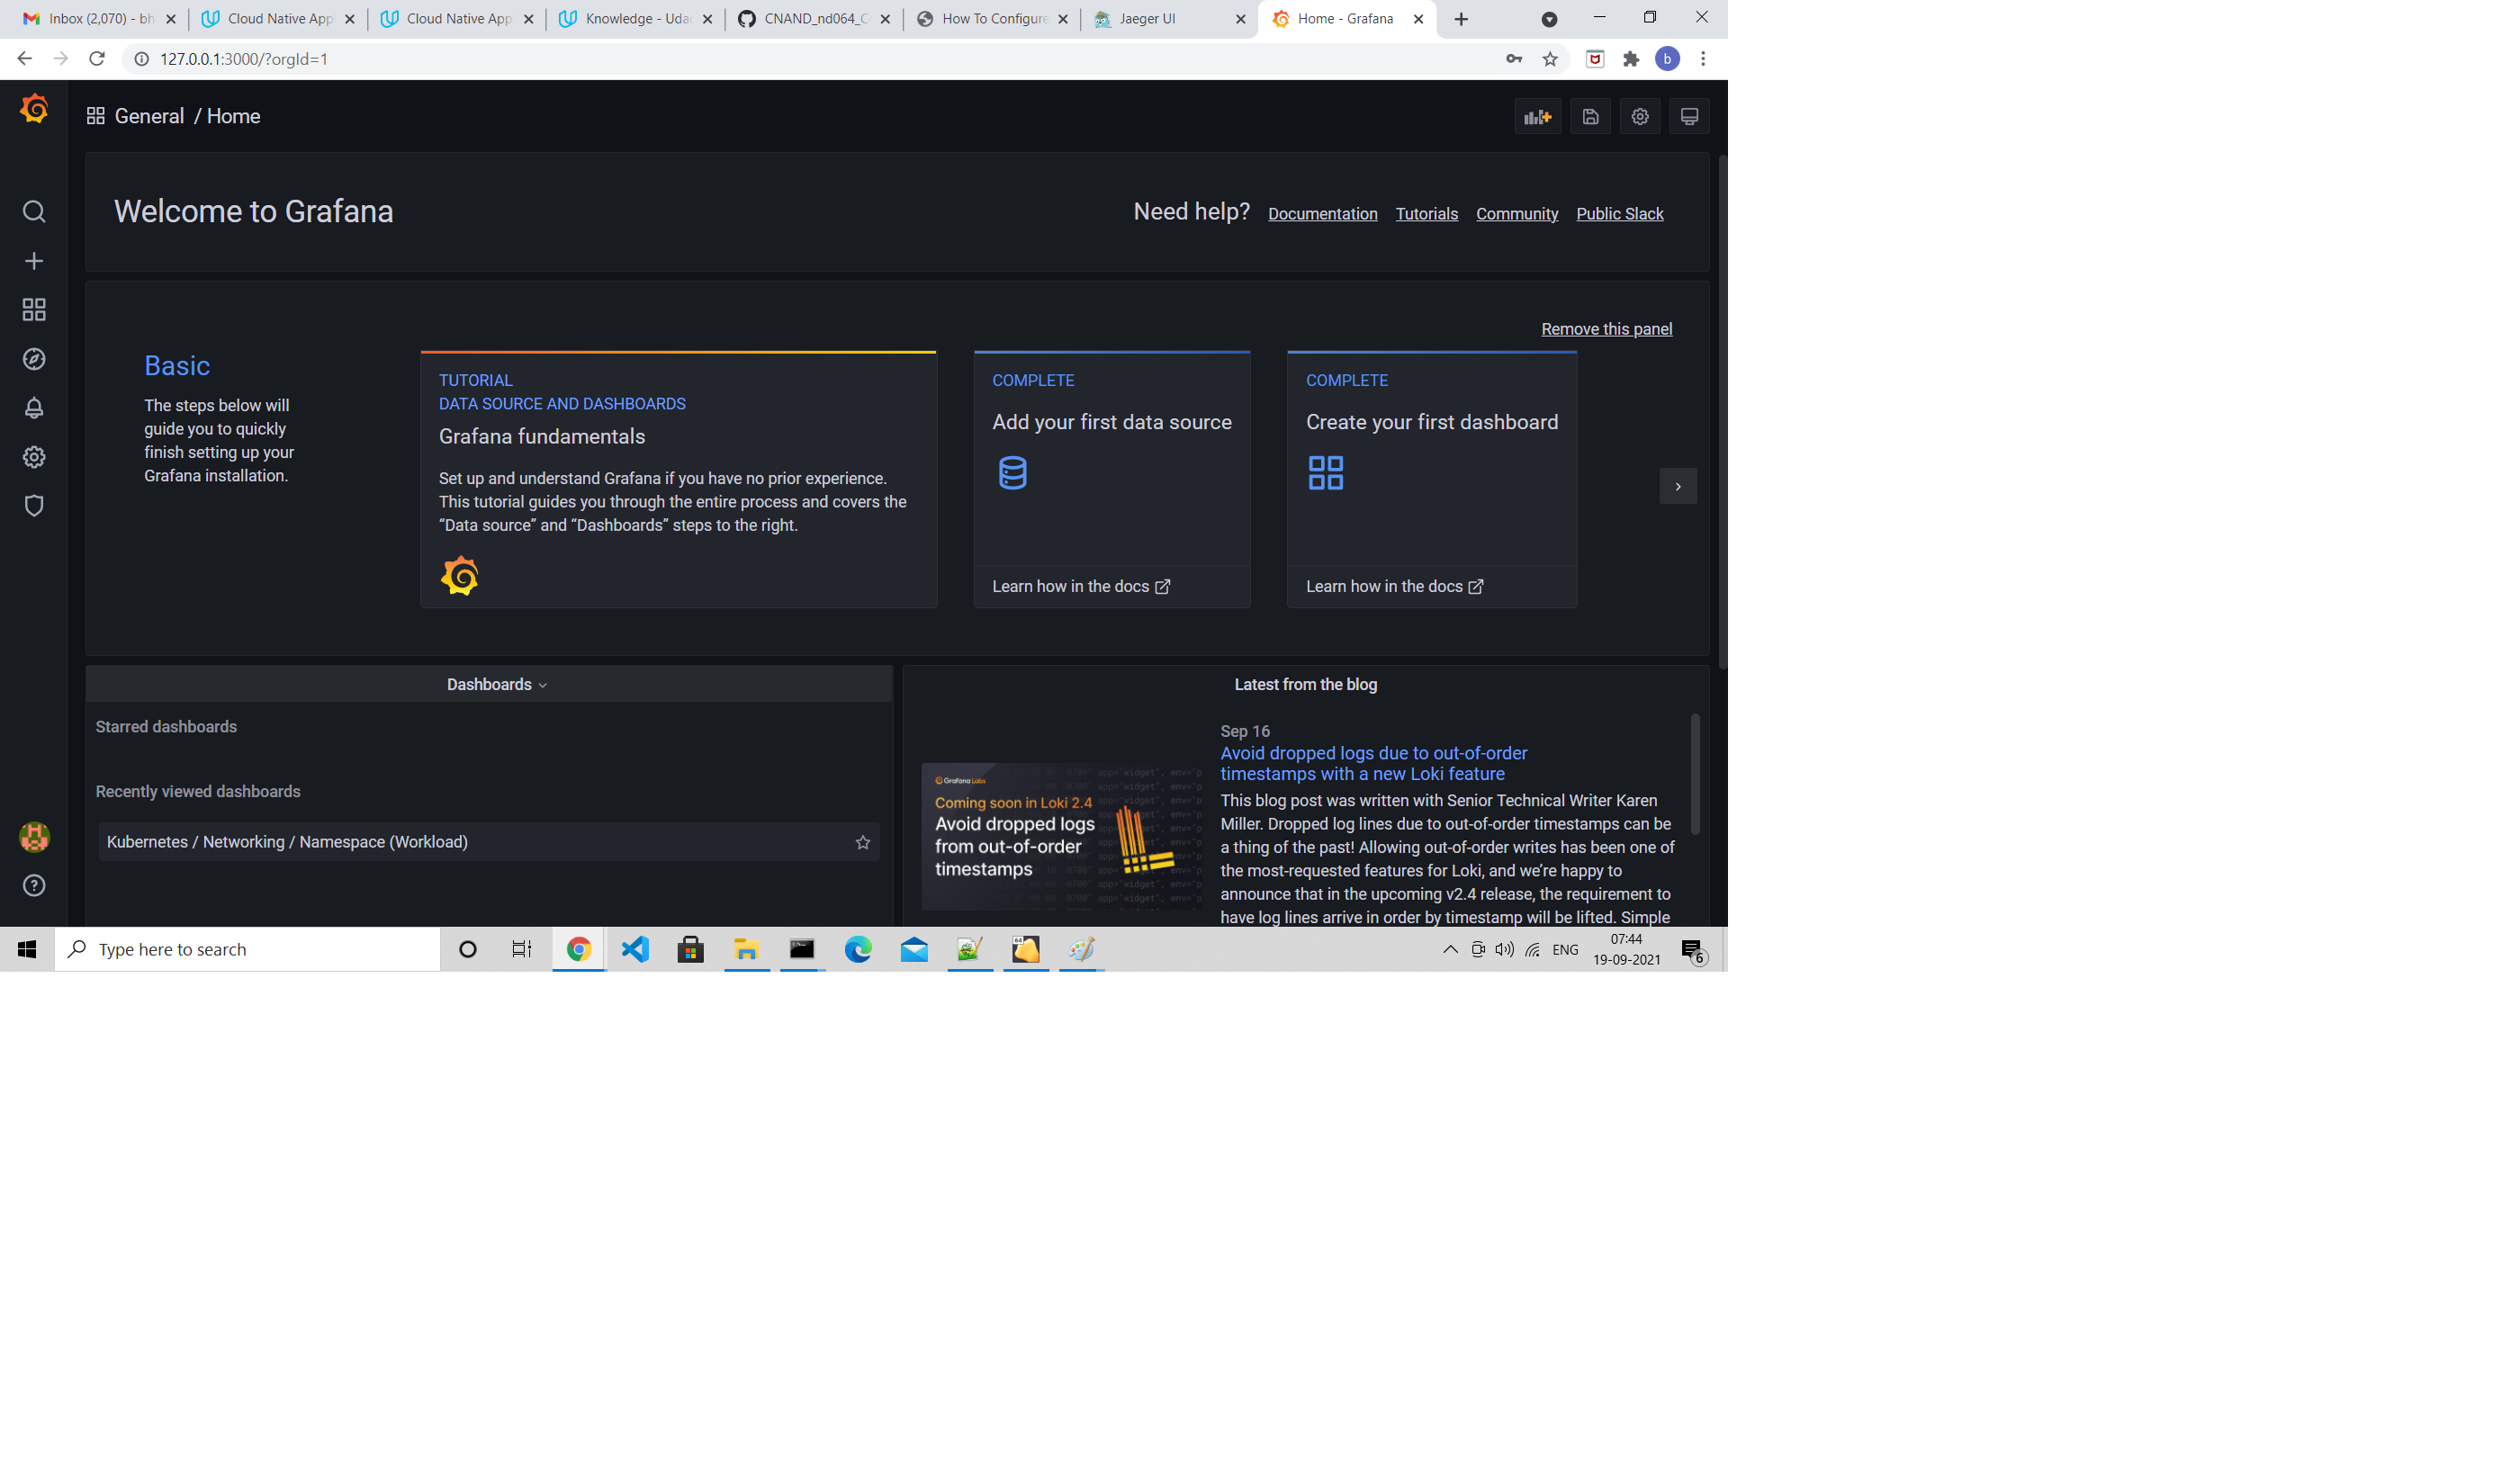 Inbox (2,070) - bh
Cloud Native App
Cloud Native App
Knowledge - Uda
CNAND_nd064_C
How To Configure
Jaeger UI
Home - Grafana
127.0.0.1:3000/?orgId=1
b
General / Home
Welcome to Grafana
Need help? Documentation Tutorials Community Public Slack
Remove this panel
Basic
The steps below will
guide you to quickly
finish setting up your
Grafana installation.
TUTORIAL
DATA SOURCE AND DASHBOARDS
Grafana fundamentals
Set up and understand Grafana if you have no prior experience.
This tutorial guides you through the entire process and covers the
“Data source” and “Dashboards” steps to the right.
COMPLETE
Add your first data source
Learn how in the docs
COMPLETE
Create your first dashboard
Learn how in the docs
Dashboards
Starred dashboards
Recently viewed dashboards
Kubernetes / Networking / Namespace (Workload)
Latest from the blog
Grafana Labs
Coming soon in Loki 2.4
Avoid dropped logs
from out-of-order
timestamps
Sep 16
Avoid dropped logs due to out-of-order
timestamps with a new Loki feature
This blog post was written with Senior Technical Writer Karen
Miller. Dropped log lines due to out-of-order timestamps can be
a thing of the past! Allowing out-of-order writes has been one of
the most-requested features for Loki, and we’re happy to
announce that in the upcoming v2.4 release, the requirement to
have log lines arrive in order by timestamp will be lifted. Simple
Type here to search
64
ENG
07:44
19-09-2021
6